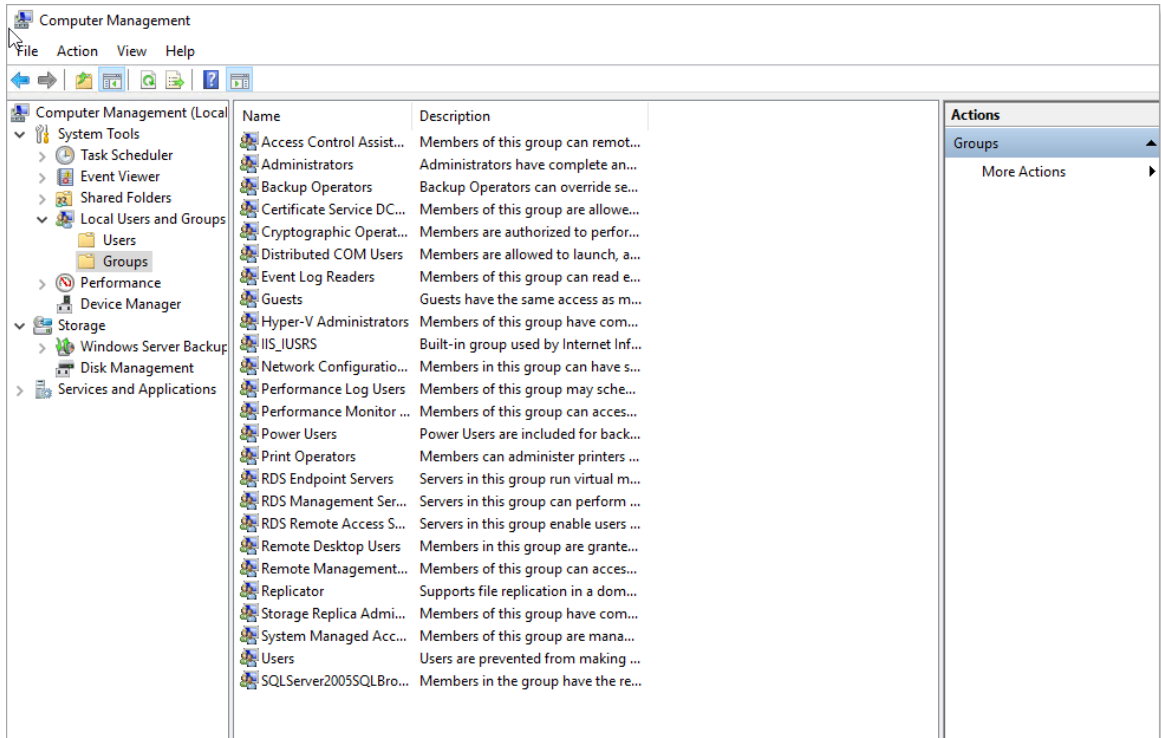 Computer Management
File Action View Help
Computer Management (Local
System Tools
Task Scheduler
Event Viewer
Shared Folders
Local Users and Groups
Users
Groups
Performance
Device Manager
Storage
Windows Server Backup
Disk Management
Services and Applications
Name Description
Access Control Assist... Members of this group can remot...
Administrators Administrators have complete an...
Backup Operators Backup Operators can override se...
Certificate Service DC... Members of this group are allowe...
Cryptographic Operat... Members are authorized to perfor...
Distributed COM Users Members are allowed to launch, a...
Event Log Readers Members of this group can read e...
Guests Guests have the same access as m...
Hyper-V Administrators Members of this group have com...
IIS_IUSRS Built-in group used by Internet Inf...
Network Configuratio... Members in this group can have s...
Performance Log Users Members of this group may sche...
Performance Monitor ... Members of this group can acces...
Power Users Power Users are included for back...
Print Operators Members can administer printers ...
RDS Endpoint Servers Servers in this group run virtual m...
RDS Management Ser... Servers in this group can perform ...
RDS Remote Access S... Servers in this group enable users ...
Remote Desktop Users Members in this group are grante...
Remote Management... Members of this group can acces...
Replicator Supports file replication in a dom...
Storage Replica Admi... Members of this group have com...
System Managed Acc... Members of this group are mana...
Users Users are prevented from making ...
SQLServer2005SQLBro... Members in the group have the re...
Actions
Groups
More Actions